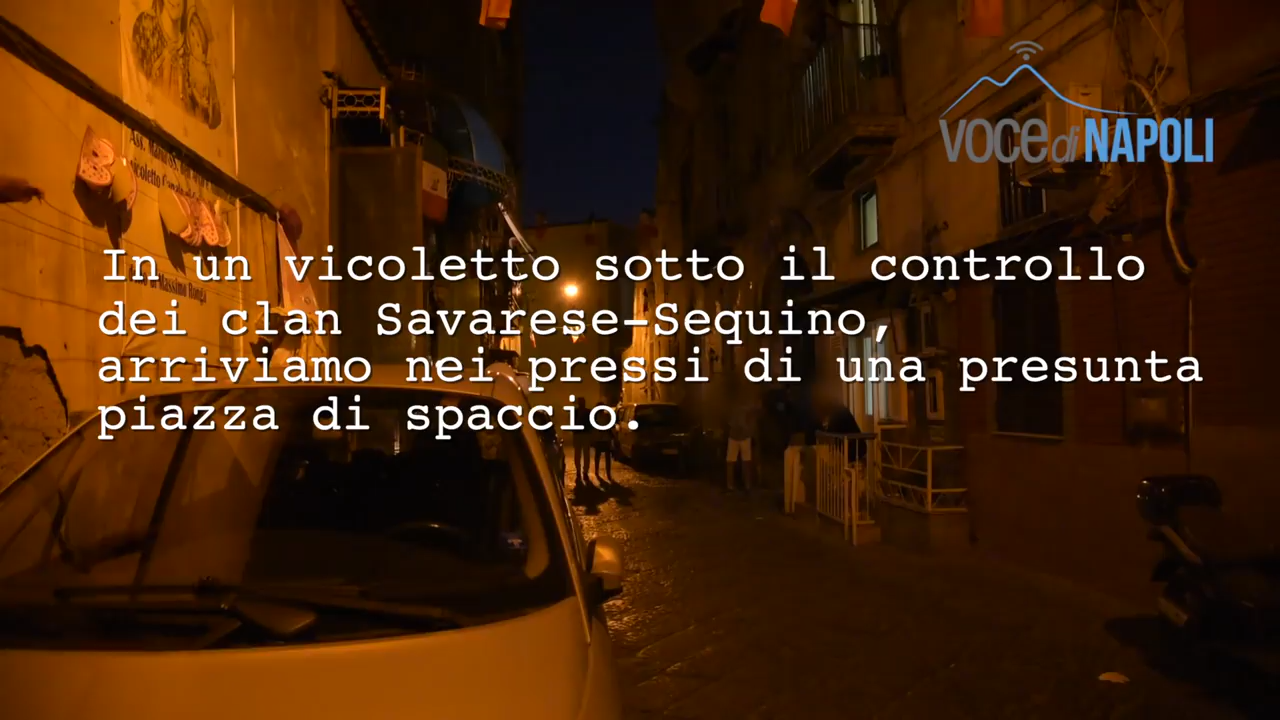 VOCE di NAPOLI
In un vicoletto sotto il controllo
dei clan Savarese-Sequino,
arriviamo nei pressi di una presunta
piazza di spaccio.